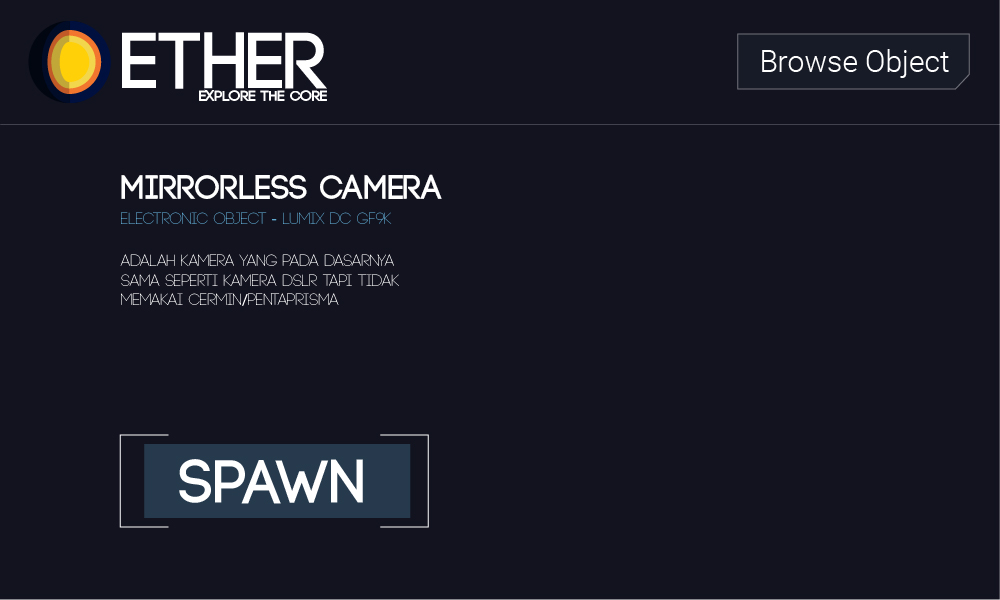 ETHER
EXPLORE THE CORE
Browse Object
MIRRORLESS CAMERA
ELECTRONIC OBJECT - LUMIX DC GF9K
ADALAH KAMERA YANG PADA DASARNYA
SAMA SEPERTI KAMERA DSLR TAPI TIDAK
MEMAKAI CERMIN/PENTAPRISMA
SPAWN